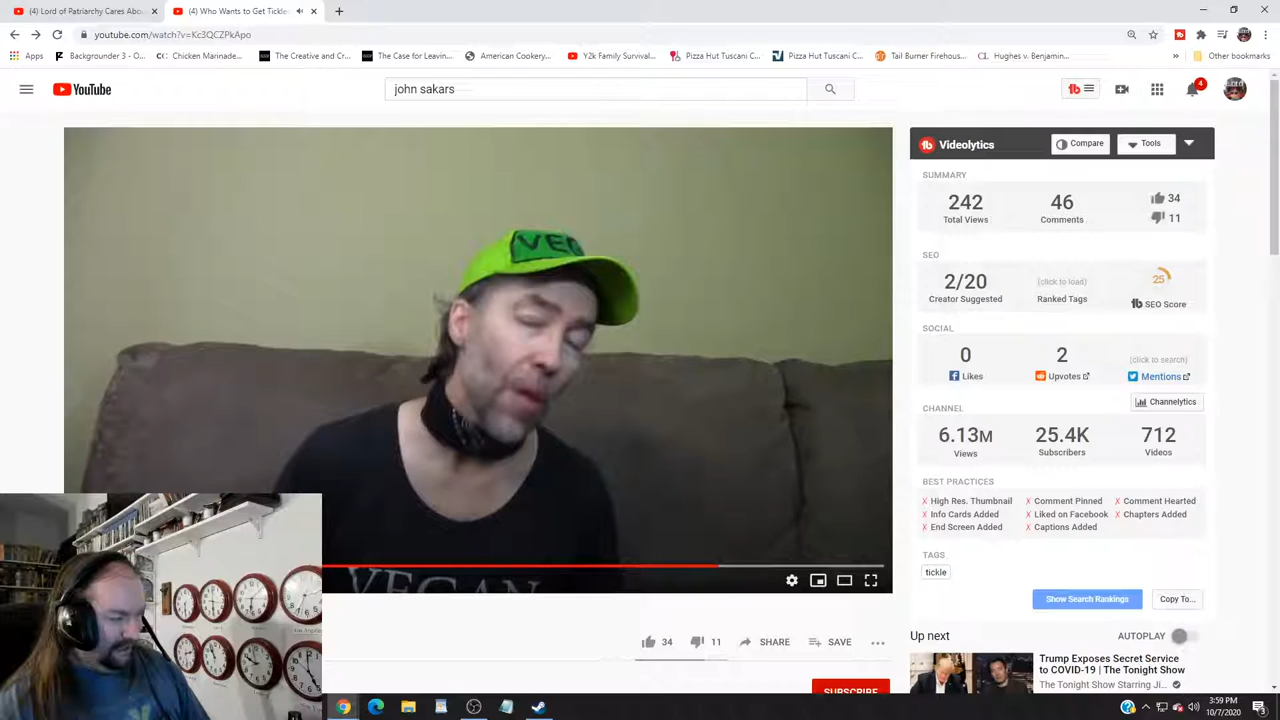 (4) Lord of Patriarchy Cares Abou
(4) Who Wants to Get Tickle
youtube.com/watch?v=Kc3QCZPkApo
Apps
Backgrounder 3 - O...
Chicken Marinade...
The Creative and Cr...
The Case for Leavin...
American Cookery...
Y2k Family Survival...
Pizza Hut Tuscani C...
Pizza Hut Tuscani C...
Tail Burner Firehous...
Hughes v. Benjamin...
Other bookmarks
YouTube
john sakars
4
VEG
VEGAN
Videolytics
Compare
Tools
SUMMARY
242
46
34
Total Views
Comments
11
SEO
2/20
(click to load)
25
Creator Suggested
Ranked Tags
SEO Score
SOCIAL
0
2
(click to search)
Likes
Upvotes
Mentions
CHANNEL
Channelytics
6.13M
25.4K
712
Views
Subscribers
Videos
BEST PRACTICES
X High Res. Thumbnail
X Comment Pinned
X Comment Hearted
X Info Cards Added
X Liked on Facebook
X Chapters Added
X End Screen Added
X Captions Added
TAGS
tickle
Show Search Rankings
Copy To...
34
11
SHARE
SAVE
SUBSCRIBE
Up next
AUTOPLAY
Trump Exposes Secret Service
to COVID-19 | The Tonight Show
The Tonight Show Starring Ji...
Los Angeles
3:59 PM
10/7/2020
3